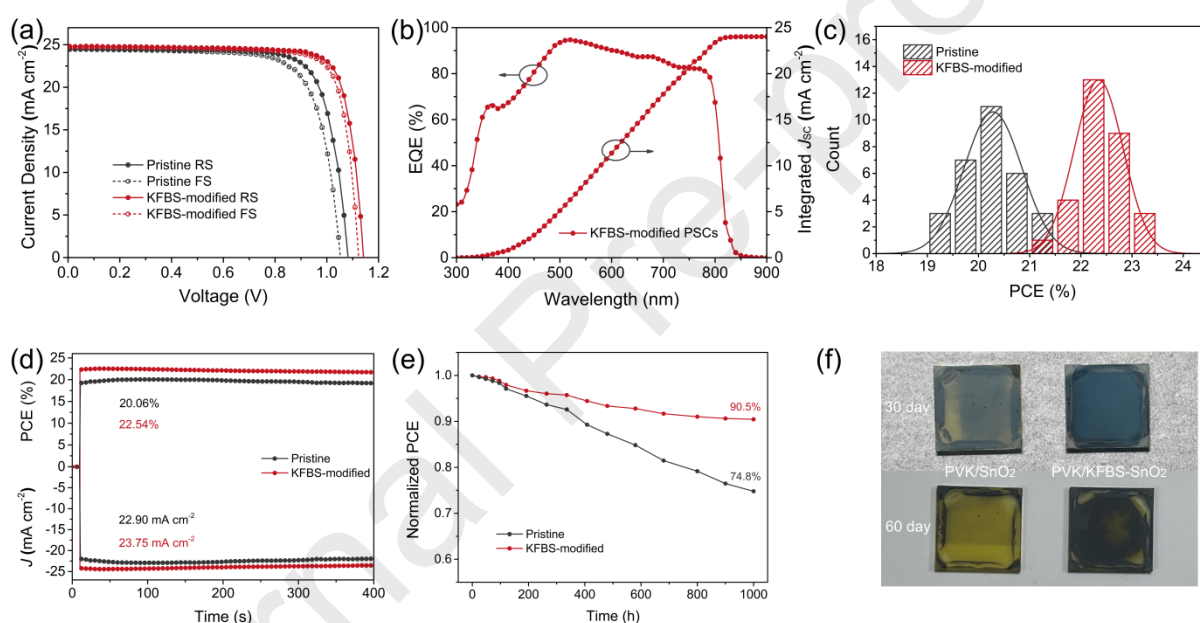 (a)
Current Density (mA cm⁻²)
25
20
15
10
5
0
Pristine RS
Pristine FS
KFBS-modified RS
KFBS-modified FS
0.0 0.2 0.4 0.6 0.8 1.0 1.2
Voltage (V)
(b)
EQE (%)
100
80
60
40
20
0
KFBS-modified PSCs
300 400 500 600 700 800 900
Wavelength (nm)
25
20
15
10
5
0
Integrated JSC (mA cm⁻²)
(c)
Count
16
14
12
10
8
6
4
2
0
Pristine
KFBS-modified
18 19 20 21 22 23 24
PCE (%)
(d)
PCE (%)
25
20
15
10
5
0
J (mA cm⁻²)
-5
-10
-15
-20
-25
20.06%
22.54%
Pristine
KFBS-modified
22.90 mA cm⁻²
23.75 mA cm⁻²
0 100 200 300 400
Time (s)
(e)
Normalized PCE
1.0
0.9
0.8
0.7
0.6
90.5%
74.8%
Pristine
KFBS-modified
0 100 200 300 400 500 600 700 800 900 1000
Time (h)
(f)
30 day
PVK/SnO₂ PVK/KFBS-SnO₂
60 day